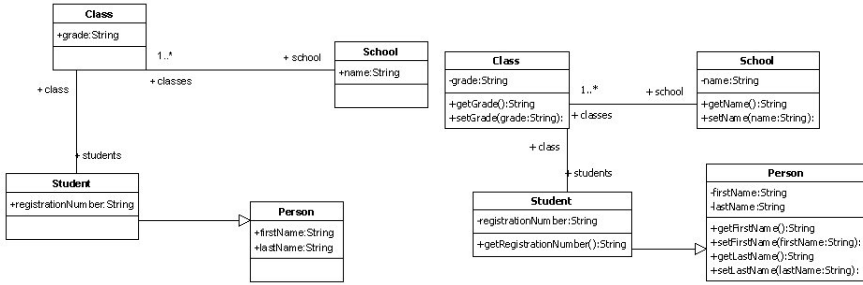 Class
+grade:String
1..*
+ school
+ classes
School
+name:String
+ class
+ students
Student
+registrationNumber:String
Person
+firstName:String
+lastName:String
Class
-grade:String
+getGrade():String
+setGrade(grade:String):
1..*
+ school
+ classes
School
-name:String
+getName():String
+setName(name:String):
+ class
+ students
Student
-registrationNumber:String
+getRegistrationNumber():String
Person
-firstName:String
-lastName:String
+getFirstName():String
+setFirstName(firstName:String):
+getLastName():String
+setLastName(lastName:String):